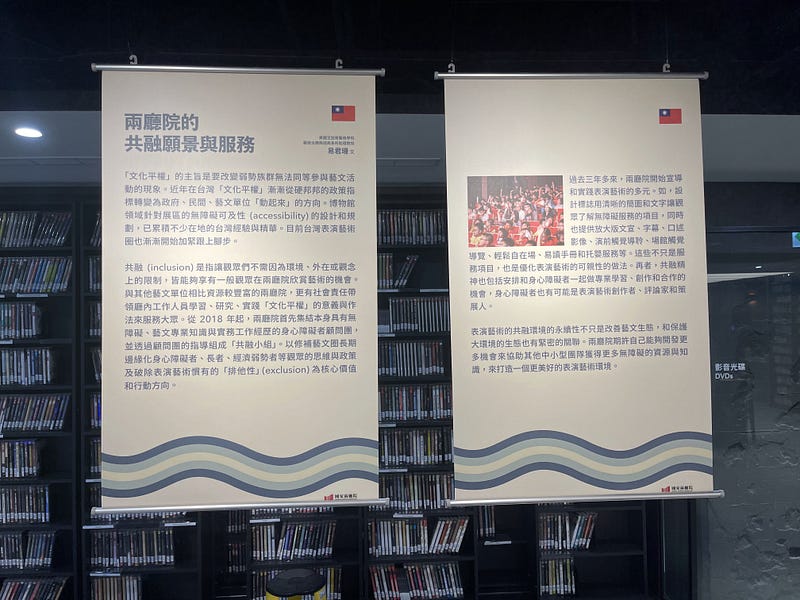 兩廳院的
共融願景與服務
易君珊 文
「文化平權」的主旨是要改變弱勢族群無法同等參與藝文活
動的現象。近年在台灣「文化平權」漸漸從硬邦邦的政策指
標轉變為政府、民間、藝文單位「動起來」的方向。博物館
領域針對展區的無障礙可及性 (accessibility) 的設計和規
劃，已累積不少在地的台灣經驗與精華。目前台灣表演藝術
圈也漸漸開始加緊跟上腳步。
共融 (inclusion) 是指讓觀眾們不需因為環境、外在或觀念
上的限制，皆能夠享有一般觀眾在兩廳院欣賞藝術的機會。
與其他藝文單位相比資源較豐富的兩廳院，更有社會責任帶
領廳內工作人員學習、研究、實踐「文化平權」的意義與作
法來服務大眾。從 2018 年起，兩廳院首先集結本身具有無
障礙、藝文專業知識與實務工作經歷的身心障礙者顧問團，
並透過顧問團的指導組成「共融小組」。以修補藝文圈長期
邊緣化身心障礙者、長者、經濟弱勢者等觀眾的思維與政策
及破除表演藝術慣有的「排他性」(exclusion) 為核心價值
和行動方向。
國家兩廳院
過去三年多來，兩廳院開始宣導
和實踐表演藝術的多元。如，設
計標誌用清晰的簡圖和文字讓觀
眾了解無障礙服務的項目，同時
也提供放大版文宣、字幕、口述
影像、演前觸覺導聆、場館觸覺
導覽、輕鬆自在場、易讀手冊和托嬰服務等。這些不只是服
務項目，也是優化表演藝術的可親性的做法。再者，共融精
神也包括安排和身心障礙者一起做專業學習、創作和合作的
機會，身心障礙者也有可能是表演藝術創作者、評論家和策
展人。
表演藝術的共融環境的永續性不只是改善藝文生態，和保護
大環境的生態也有緊密的關聯。兩廳院期許自己能夠開發更
多機會來協助其他中小型團隊獲得更多無障礙的資源與知
識，來打造一個更美好的表演藝術環境。
國家兩廳院
影音光碟
DVDs